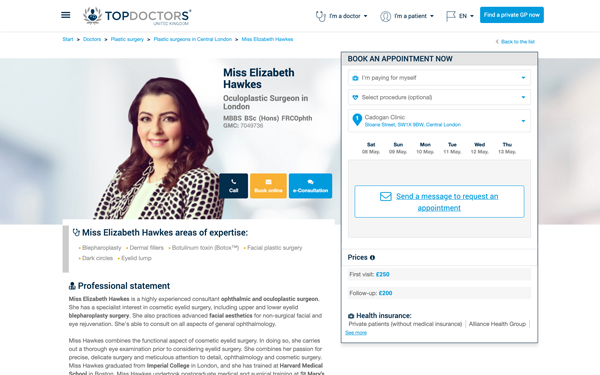 TOPDOCTORS®
UNITED KINGDOM
I'm a doctor
I'm a patient
EN
Find a private GP now
Start > Doctors > Plastic surgery > Plastic surgeons in Central London > Miss Elizabeth Hawkes
< Back to the list
Miss Elizabeth
Hawkes
Oculoplastic Surgeon in
London
MBBS BSc (Hons) FRCOphth
GMC: 7049736
Call
Book online
e-Consultation
BOOK AN APPOINTMENT NOW
I'm paying for myself
Select procedure (optional)
1
Cadogan Clinic
Sloane Street, SW1X 9BW, Central London
Sat Sun Mon Tue Wed Thu
08 May. 09 May. 10 May. 11 May. 12 May. 13 May.
Send a message to request an
appointment
Prices
First visit: £250
Follow-up: £200
Health insurance:
Private patients (without medical insurance) | Alliance Health Group |
See more
Miss Elizabeth Hawkes areas of expertise:
Blepharoplasty Dermal fillers Botulinum toxin (Botox™) Facial plastic surgery
Dark circles Eyelid lump
Professional statement
Miss Elizabeth Hawkes is a highly experienced consultant ophthalmic and oculoplastic surgeon.
She has a specialist interest in cosmetic eyelid surgery, including upper and lower eyelid
blepharoplasty surgery. She also practices advanced facial aesthetics for non-surgical facial and
eye rejuvenation. She's able to consult on all aspects of general ophthalmology.
Miss Hawkes combines the functional aspect of cosmetic eyelid surgery. In doing so, she carries
out a thorough eye examination prior to considering eyelid surgery. She combines her passion for
precise, delicate surgery and meticulous attention to detail, ophthalmology and cosmetic surgery.
Miss Hawkes graduated from Imperial College in London, and she has trained at Harvard Medical
School in Boston. Miss Hawkes undertook postgraduate medical and surgical training at St Mary's